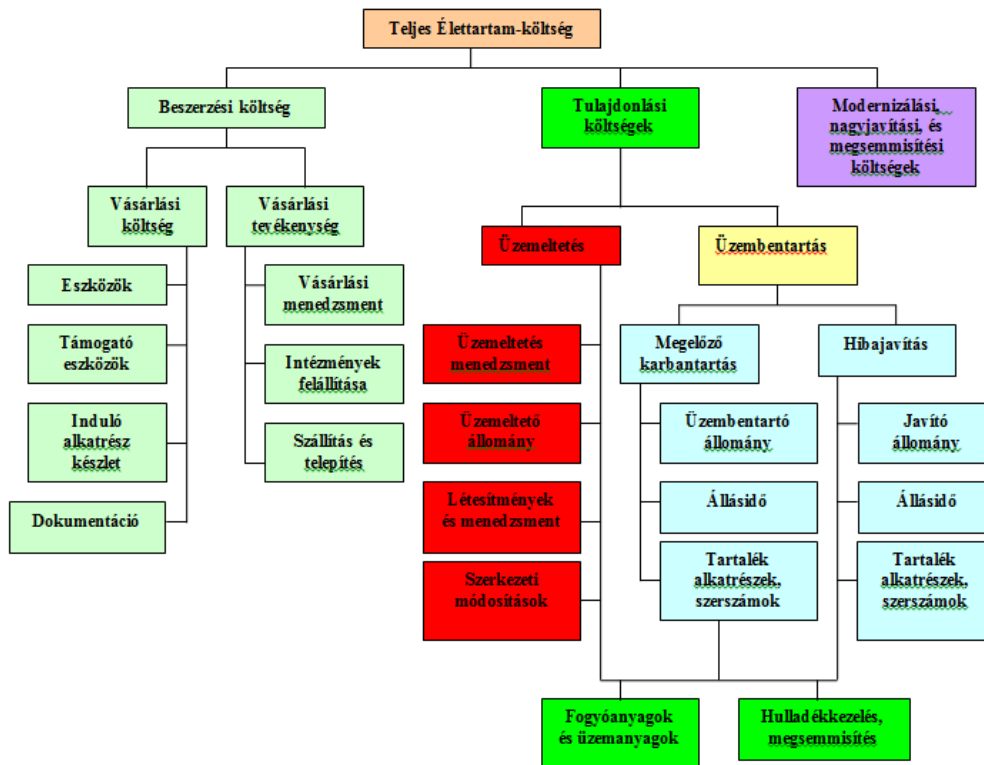 Teljes Élettartam-költség
Beszerzési költség
Tulajdonlási
költségek
Modernizálási,
nagyjavítási, és
megsemmisítési
költségek
Vásárlási
költség
Vásárlási
tevékenység
Üzemeltetés
Üzembentartás
Eszközök
Támogató
eszközök
Induló
alkatrész
készlet
Dokumentáció
Vásárlási
menedzsment
Intézmények
felállítása
Szállítás és
telepítés
Üzemeltetés
menedzsment
Üzemeltető
állomány
Létesítmények
és menedzsment
Szerkezeti
módosítások
Megelőző
karbantartás
Üzembentartó
állomány
Állásidő
Tartalék
alkatrészek,
szerszámok
Hibajavítás
Javító
állomány
Állásidő
Tartalék
alkatrészek,
szerszámok
Fogyóanyagok
és üzemanyagok
Hulladékkezelés,
megsemmisítés